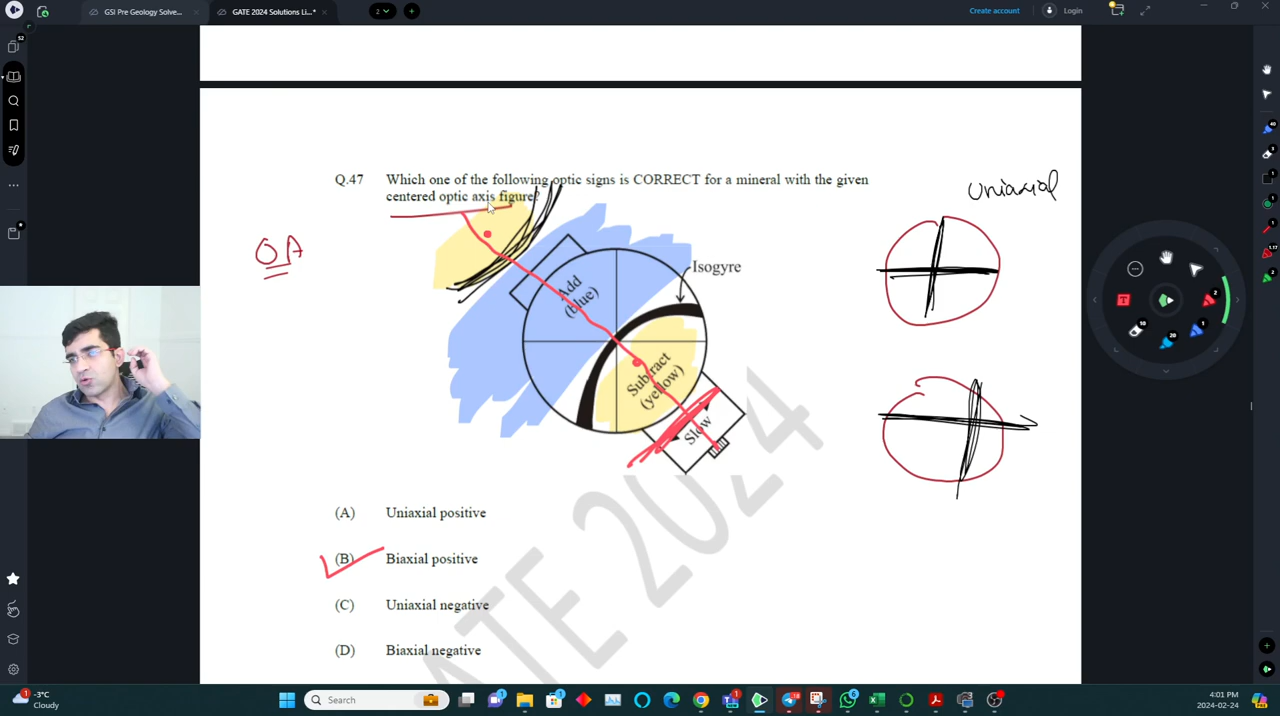 GSI Pre Geology Solve...
GATE 2024 Solutions Li...*
2
Create account
Login
52
Q.47 Which one of the following optic signs is CORRECT for a mineral with the given
centered optic axis figure?
uniaxial
OA
Isogyre
Add
(blue)
Subtract
(yellow)
Slow
(A) Uniaxial positive
(B) Biaxial positive
(C) Uniaxial negative
(D) Biaxial negative
GATE 2024
-3°C
Cloudy
Search
4:01 PM
2024-02-24